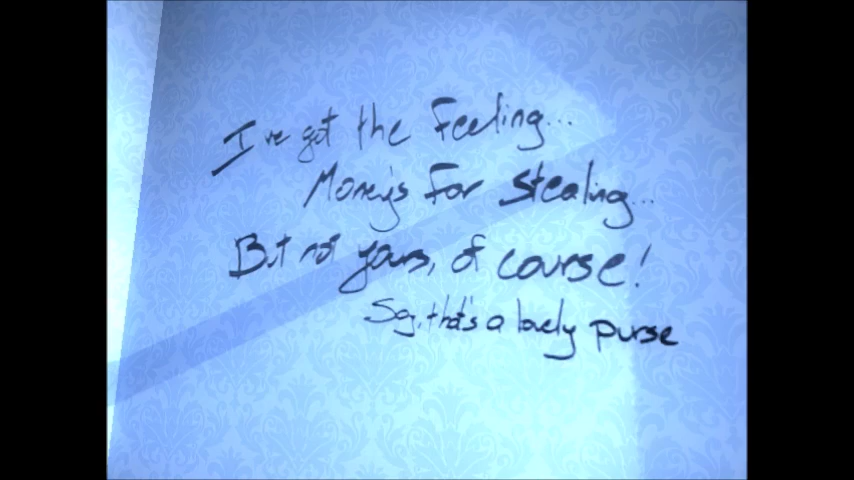 I've got the feeling...
Money's for stealing...
But not yours, of course!
Say, that's a lovely purse